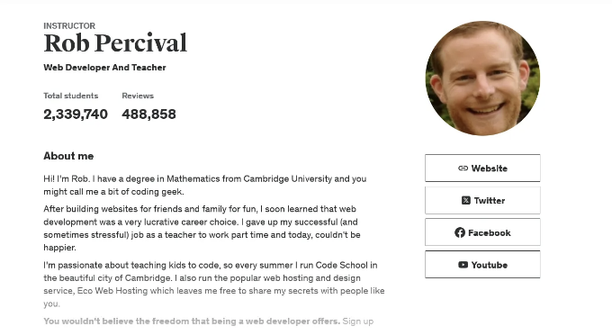 INSTRUCTOR
Rob Percival
Web Developer And Teacher
Total students Reviews
2,339,740 488,858
About me
Hi! I'm Rob. I have a degree in Mathematics from Cambridge University and you
might call me a bit of coding geek.
After building websites for friends and family for fun, I soon learned that web
development was a very lucrative career choice. I gave up my successful (and
sometimes stressful) job as a teacher to work part time and today, couldn't be
happier.
I'm passionate about teaching kids to code, so every summer I run Code School in
the beautiful city of Cambridge. I also run the popular web hosting and design
service, Eco Web Hosting which leaves me free to share my secrets with people like
you.
You wouldn't believe the freedom that being a web developer offers. Sign up
Website
Twitter
Facebook
Youtube